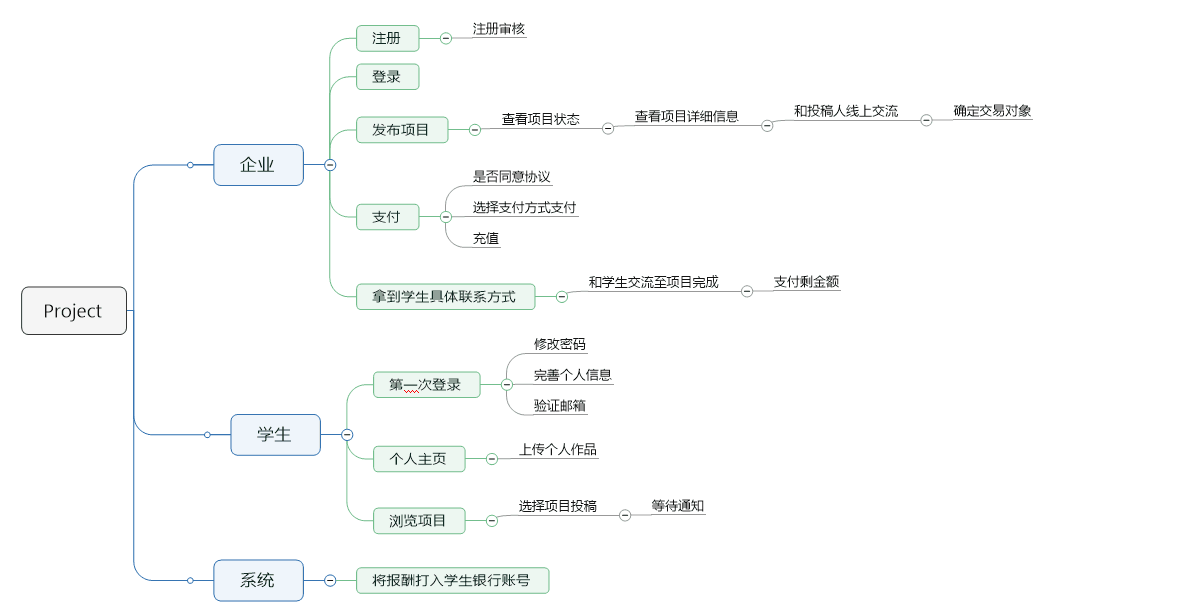 Project
企业
注册
注册审核
登录
发布项目
查看项目状态
查看项目详细信息
和投稿人线上交流
确定交易对象
支付
是否同意协议
选择支付方式支付
充值
拿到学生具体联系方式
和学生交流至项目完成
支付剩金额
学生
第一次登录
修改密码
完善个人信息
验证邮箱
个人主页
上传个人作品
浏览项目
选择项目投稿
等待通知
系统
将报酬打入学生银行账号